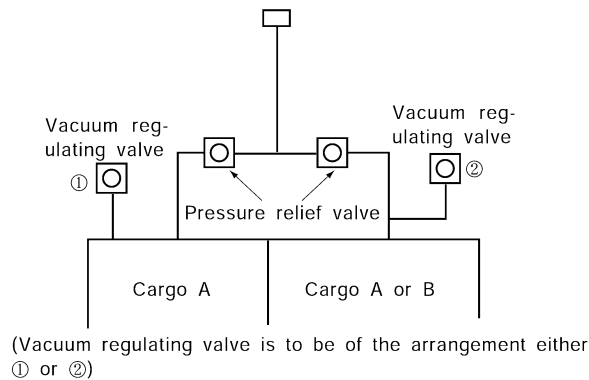 Vacuum reg-
ulating valve
①
Vacuum reg-
ulating valve
②
Pressure relief valve
Cargo A
Cargo A or B
(Vacuum regulating valve is to be of the arrangement either
① or ②)